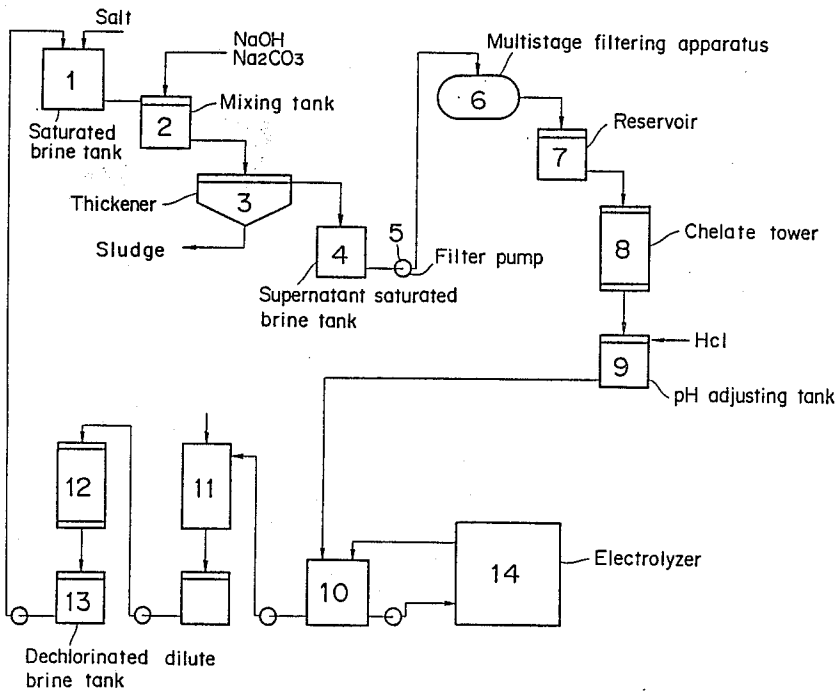 Salt
NaOH
Na2CO3
Multistage filtering apparatus
1
2
Mixing tank
6
Reservoir
Saturated
brine tank
7
Thickener
3
8
Chelate tower
Sludge
4
5
Filter pump
Supernatant saturated
brine tank
Hcl
9
pH adjusting tank
12
11
14
Electrolyzer
13
10
Dechlorinated dilute
brine tank